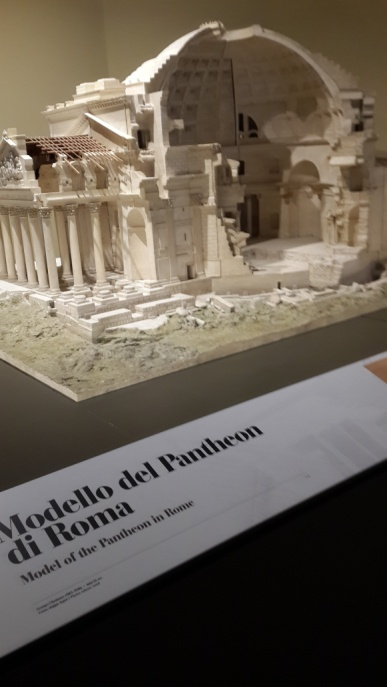 Modello del Pantheon
di Roma
Model of the Pantheon in Rome